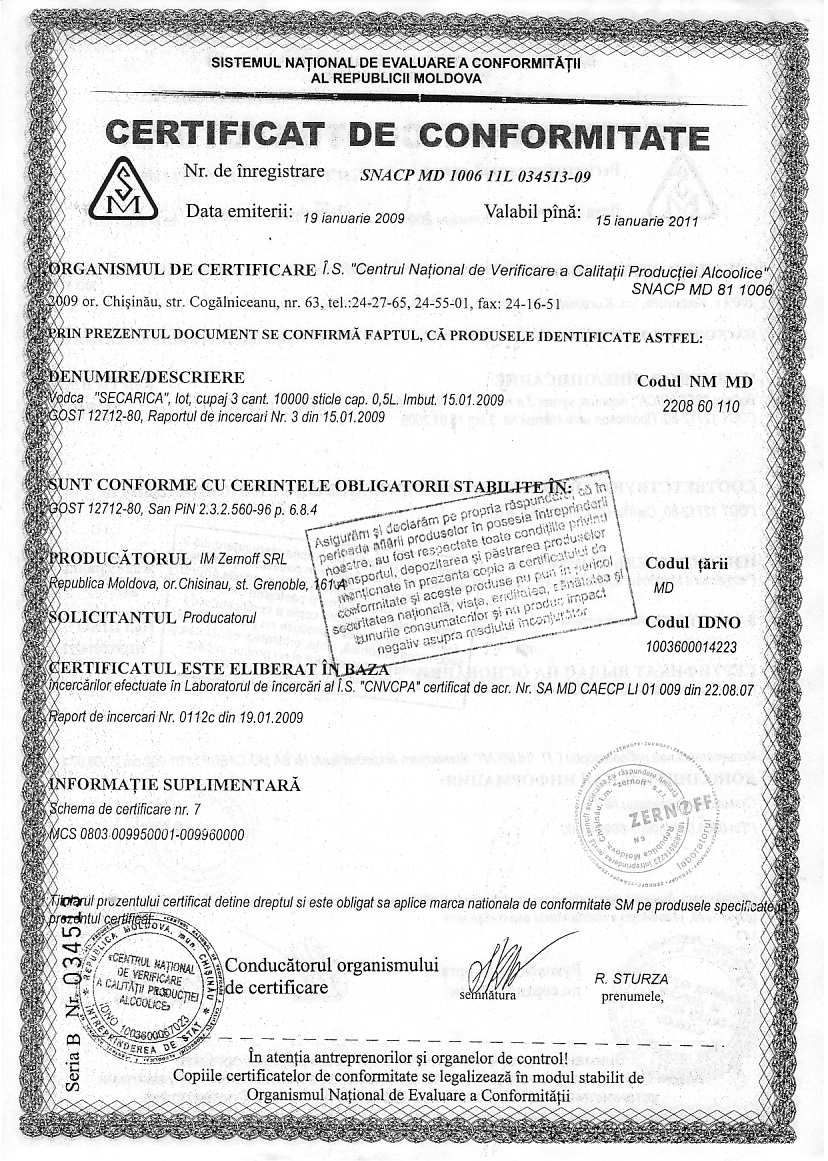 SISTEMUL NAȚIONAL DE EVALUARE A CONFORMITĂȚII
AL REPUBLICII MOLDOVA
CERTIFICAT DE CONFORMITATE
SM
Nr. de înregistrare SNACP MD 1006 11L 034513-09
Data emiterii: 19 ianuarie 2009 Valabil pînă: 15 ianuarie 2011
ORGANISMUL DE CERTIFICARE Î.S. "Centrul Național de Verificare a Calitații Producției Alcoolice"
SNACP MD 81 1006
2009 or. Chișinău, str. Cogălniceanu, nr. 63, tel.:24-27-65, 24-55-01, fax: 24-16-51
PRIN PREZENTUL DOCUMENT SE CONFIRMĂ FAPTUL, CĂ PRODUSELE IDENTIFICATE ASTFEL:
DENUMIRE/DESCRIERE Codul NM MD
Vodca "SECARICA", lot, cupaj 3 cant. 10000 sticle cap. 0,5L. Imbut. 15.01.2009
2208 60 110
GOST 12712-80, Raportul de incercari Nr. 3 din 15.01.2009
SUNT CONFORME CU CERINȚELE OBLIGATORII STABILITE ÎN:
GOST 12712-80, San PiN 2.3.2.560-96 p. 6.8.4
Asigurăm și declarăm pe propria răspundere, că în
perioada aflării produselor în posesia întreprinderii
noastre, au fost respectate toate condițiile privind
transportul, depozitarea și păstrarea produselor
menționate în prezenta copie a certificatului de
conformitate și aceste produse nu pun în pericol
securitatea națională, viața, ereditatea, sănătatea și
bunurile consumatorilor și nu produc impact
negativ asupra mediului înconjurător
PRODUCĂTORUL IM Zernoff SRL Codul țării
Republica Moldova, or.Chisinau, st. Grenoble, 161-A MD
SOLICITANTUL Producatorul Codul IDNO
1003600014223
CERTIFICATUL ESTE ELIBERAT ÎN BAZA
încercărilor efectuate în Laboratorul de încercări al Î.S. "CNVCPA" certificat de acr. Nr. SA MD CAECP LI 01 009 din 22.08.07
Raport de incercari Nr. 0112c din 19.01.2009
INFORMAȚIE SUPLIMENTARĂ
Schema de certificare nr. 7
MCS 0803 009950001-009960000
ZERNOFF
Republica Moldova, Chișinău, Î.m. "zernoff" s.r.l.
laboratorul
Titularul prezentului certificat detine dreptul si este obligat sa aplice marca nationala de conformitate SM pe produsele specificate in
prezentul certificat.
Seria B Nr. 034513
REPUBLICA MOLDOVA, mun. CHIȘINĂU
«CENTRUL NAȚIONAL
DE VERIFICARE
A CALITĂȚII PRODUCȚIEI
ALCOOLICE»
IDNO 1003600067023
ÎNTREPRINDEREA DE STAT
Conducătorul organismului
de certificare
semnătura
R. STURZA
prenumele,
În atenția antreprenorilor și organelor de control!
Copiile certificatelor de conformitate se legalizează în modul stabilit de
Organismul Național de Evaluare a Conformității